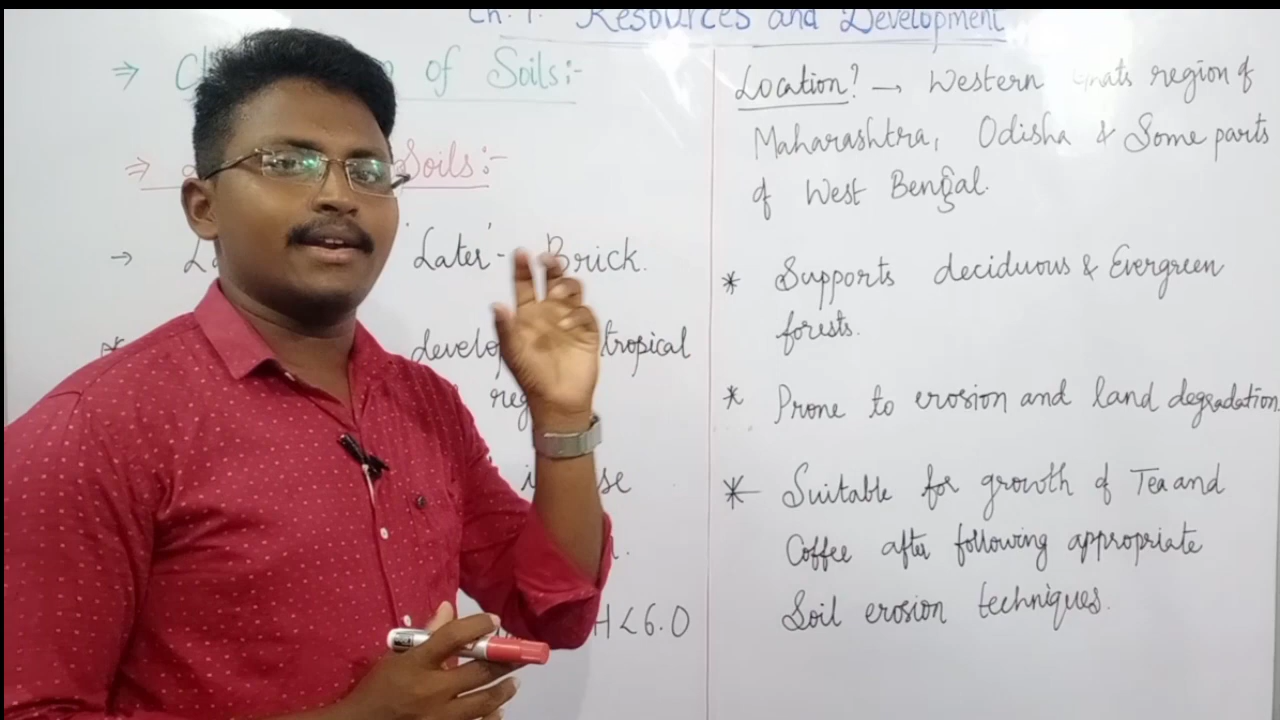 Ch. 1. Resources and Development
⇒ of Soils:-
⇒ Soils:-
→ 'Later' - Brick.
* develop tropical
H<6.0
Location? → Western Ghats region of
Maharashtra, Odisha & Some parts
of West Bengal.
* Supports deciduous & Evergreen
forests.
* Prone to erosion and land degradation
* Suitable for growth of Tea and
Coffee after following appropriate
Soil erosion techniques.